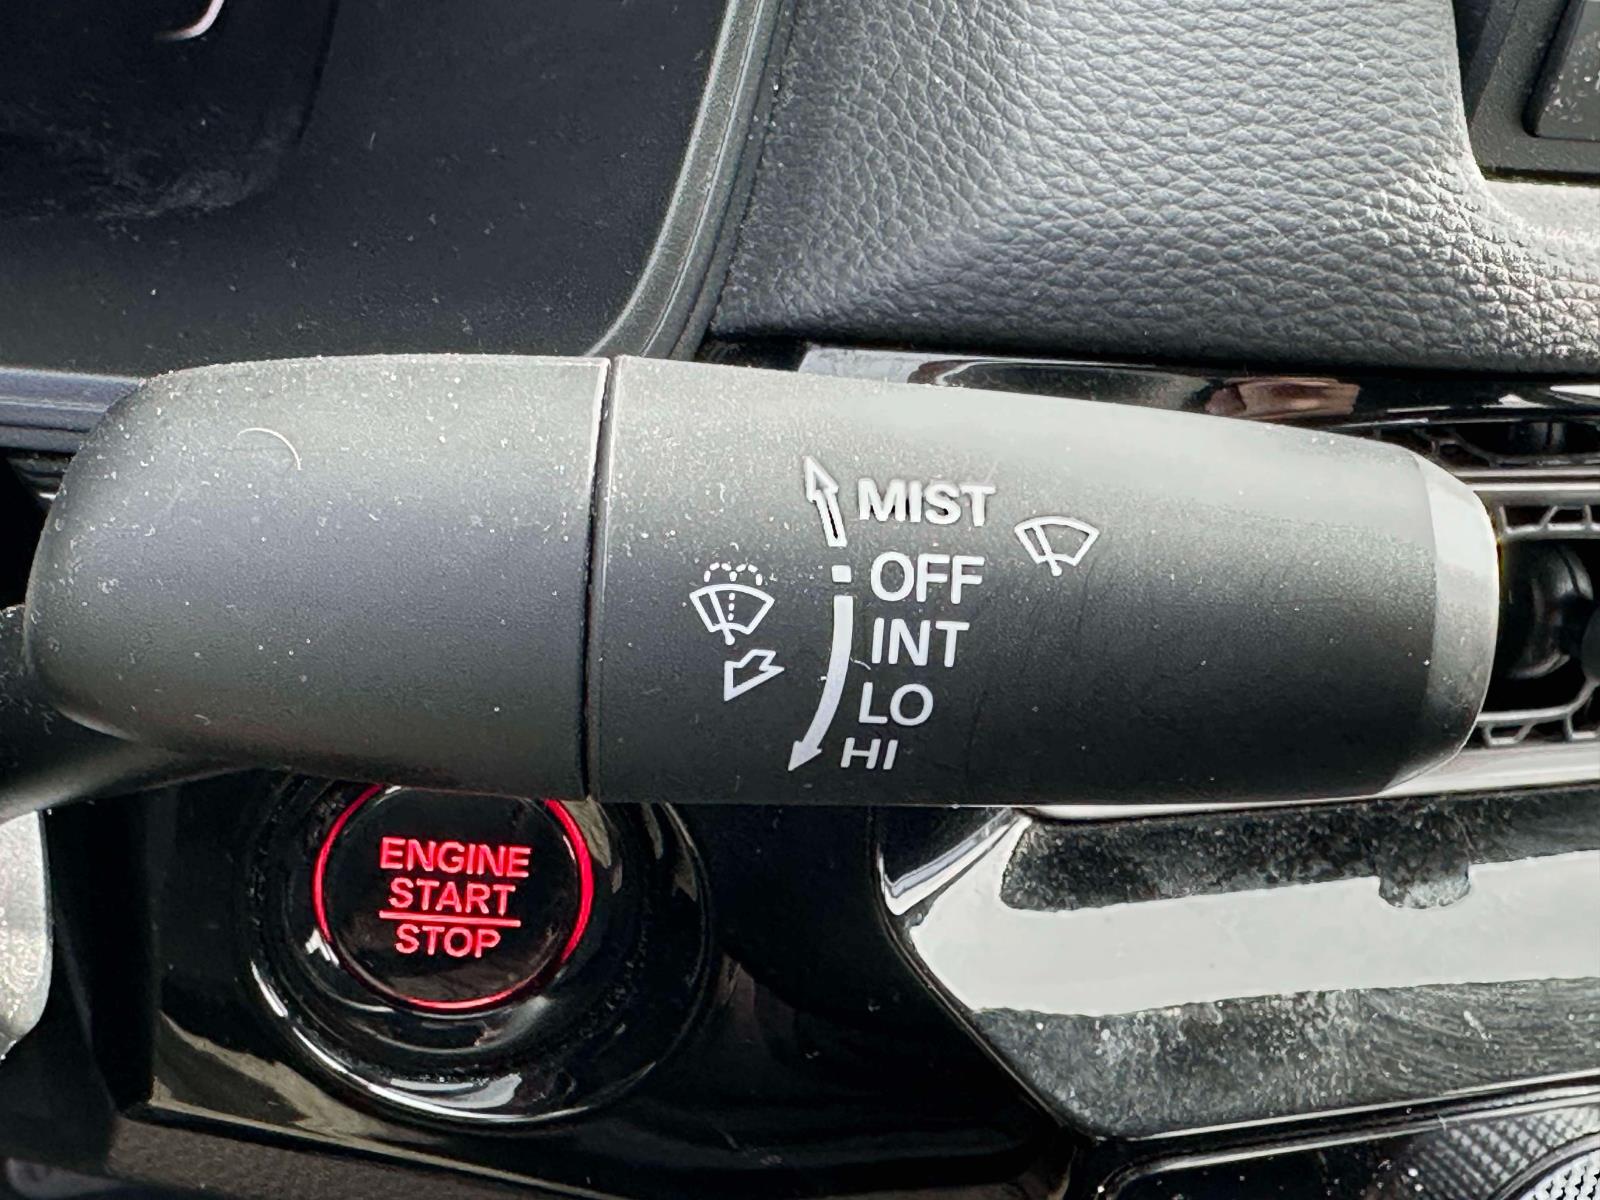 MIST
OFF
INT
LO
HI
ENGINE
START
STOP